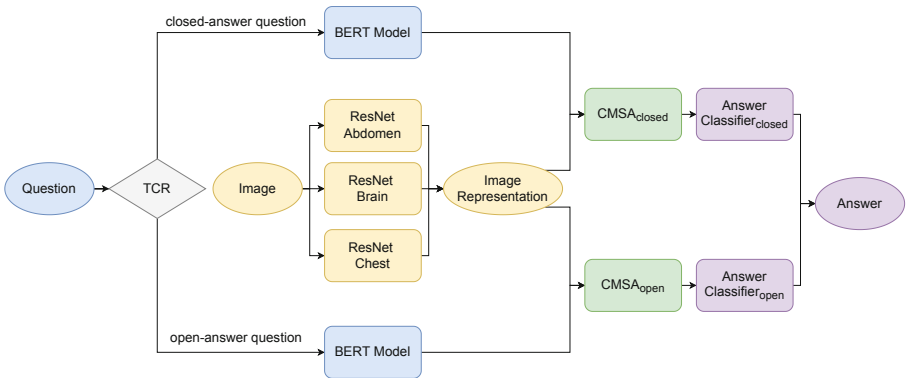 closed-answer question
BERT Model
ResNet
Abdomen
CMSAclosed
Answer
Classifierclosed
Question
TCR
Image
ResNet
Brain
Image
Representation
Answer
ResNet
Chest
CMSAopen
Answer
Classifieropen
open-answer question
BERT Model